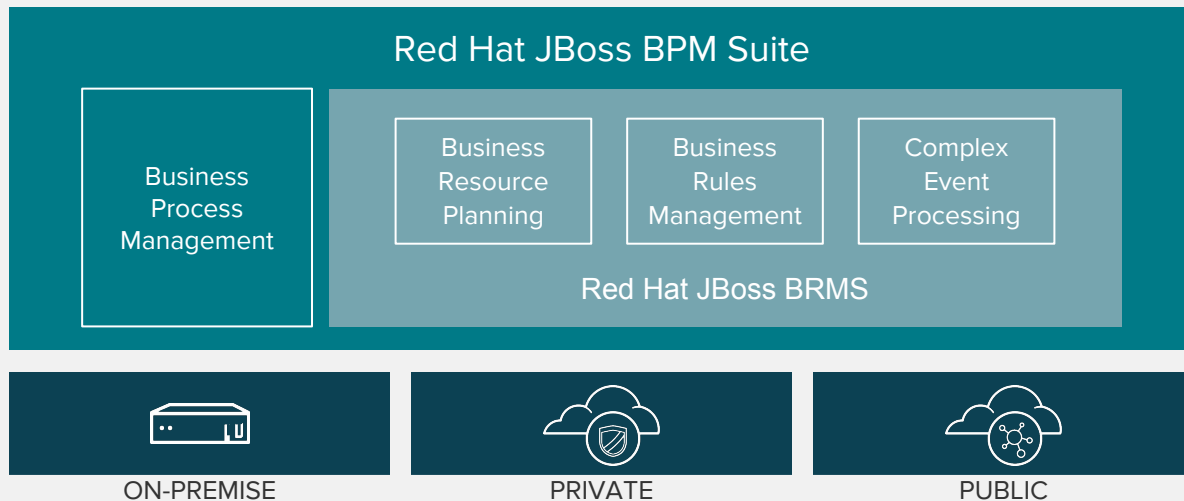 Red Hat JBoss BPM Suite
Business
Process
Management
Business
Resource
Planning
Business
Rules
Management
Complex
Event
Processing
Red Hat JBoss BRMS
ON-PREMISE
PRIVATE
PUBLIC